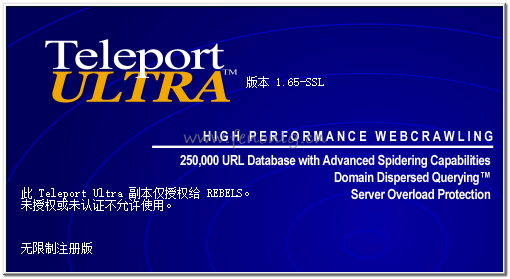 Teleport
ULTRA™
版本 1.65-SSL
HIGH PERFORMANCE WEBCRAWLING
250,000 URL Database with Advanced Spidering Capabilities
Domain Dispersed Querying™
Server Overload Protection
此 Teleport Ultra 副本仅授权给 REBELS。
未授权或未认证不允许使用。
无限制注册版